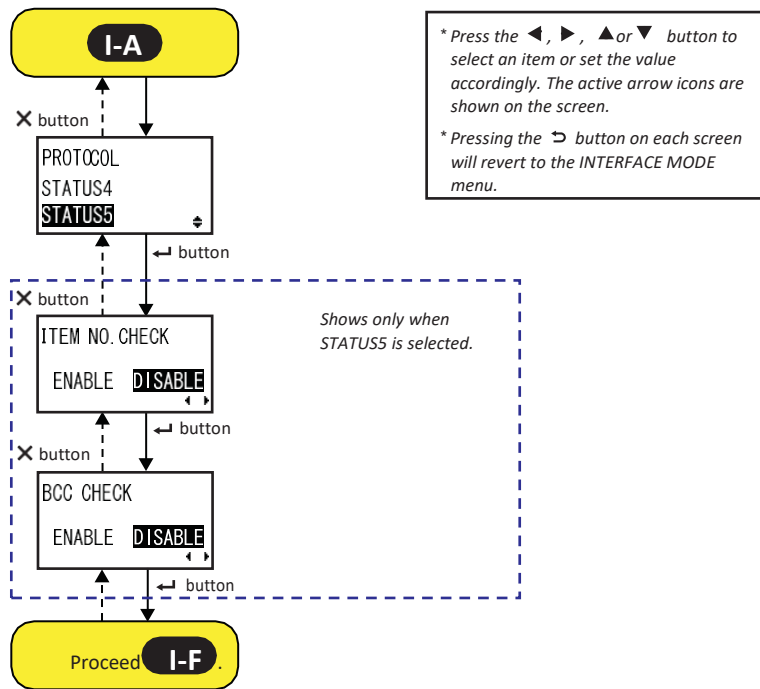 I-A
* Press the ◀, ▶, ▲ or ▼ button to
select an item or set the value
accordingly. The active arrow icons are
shown on the screen.
* Pressing the ⮌ button on each screen
will revert to the INTERFACE MODE
menu.
✕ button
PROTOCOL
STATUS4
STATUS5
↵ button
✕ button
Shows only when
STATUS5 is selected.
ITEM NO.CHECK
ENABLE DISABLE
↵ button
✕ button
BCC CHECK
ENABLE DISABLE
↵ button
Proceed I-F.